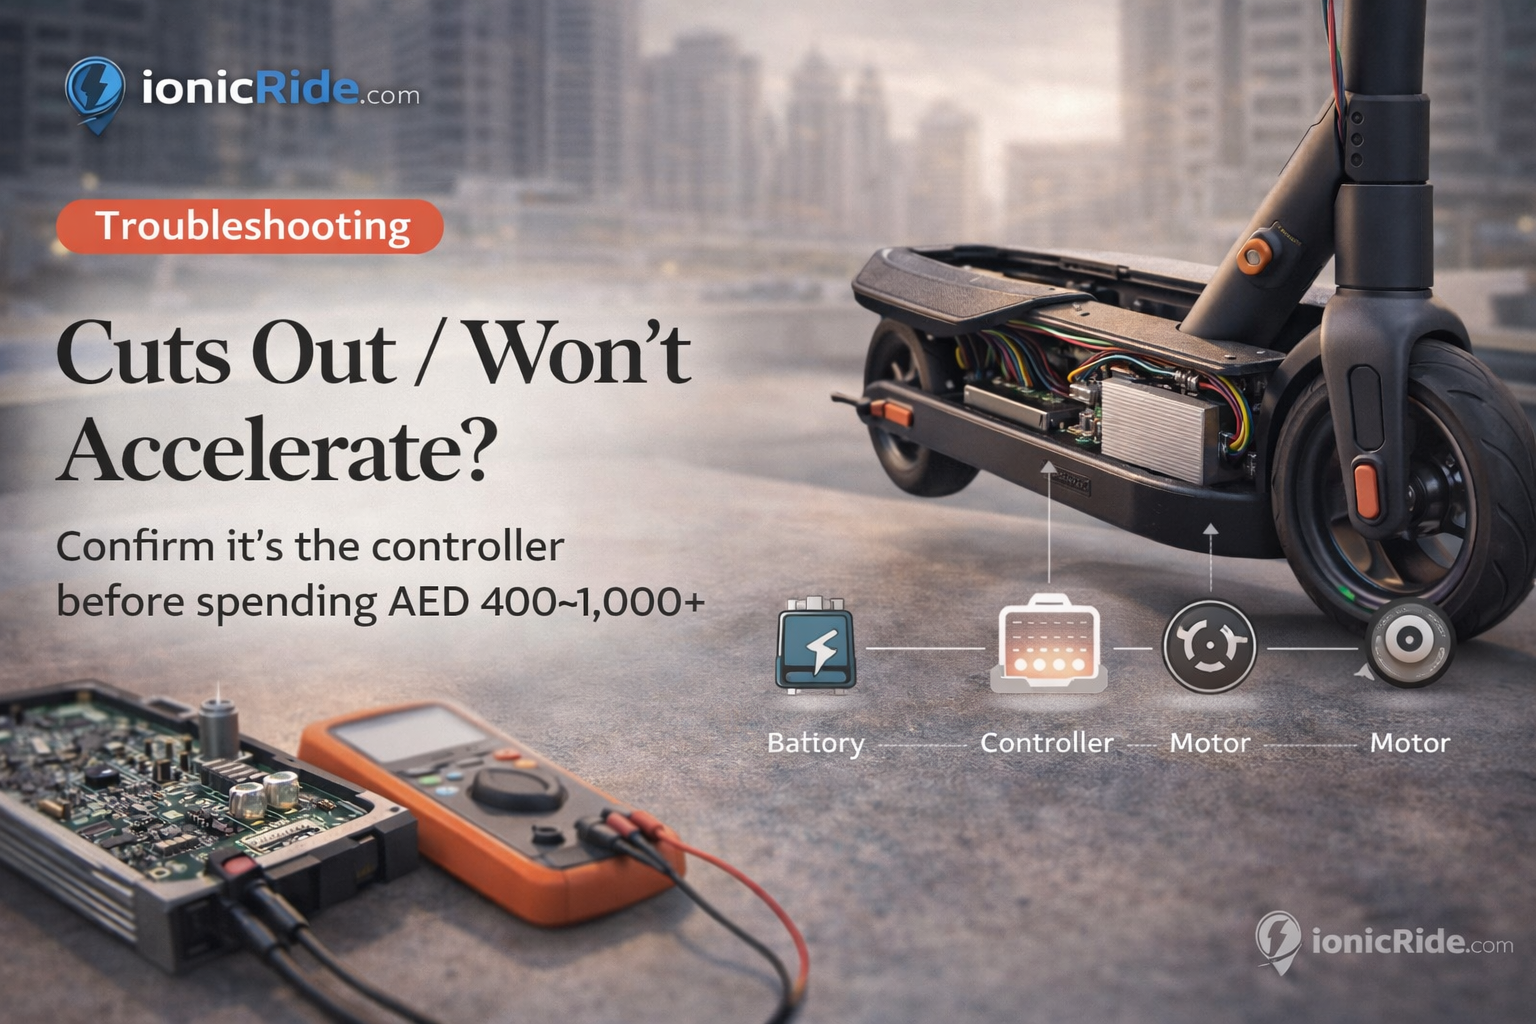 ionicRide.com
Troubleshooting
Cuts Out / Won't
Accelerate?
Confirm it's the controller
before spending AED 400~1,000+
Battory
Controller
Motor
Motor
ionicRide.com